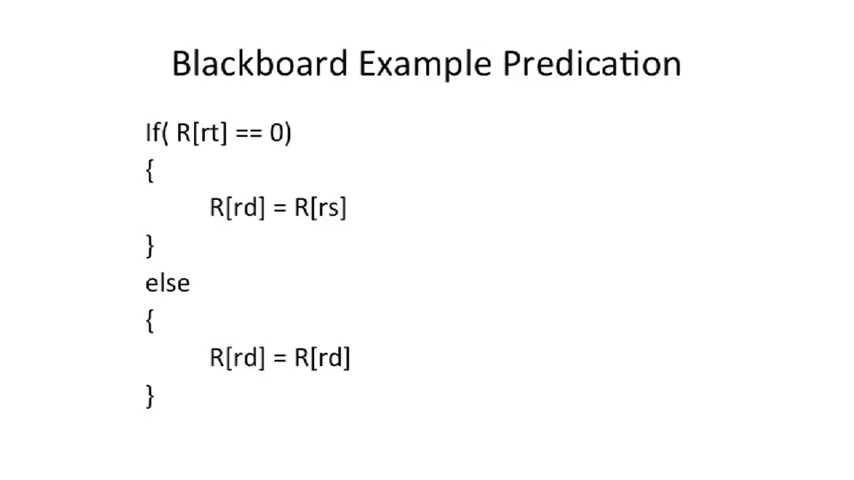 Blackboard Example Predication
If( R[rt] == 0)
{
R[rd] = R[rs]
}
else
{
R[rd] = R[rd]
}